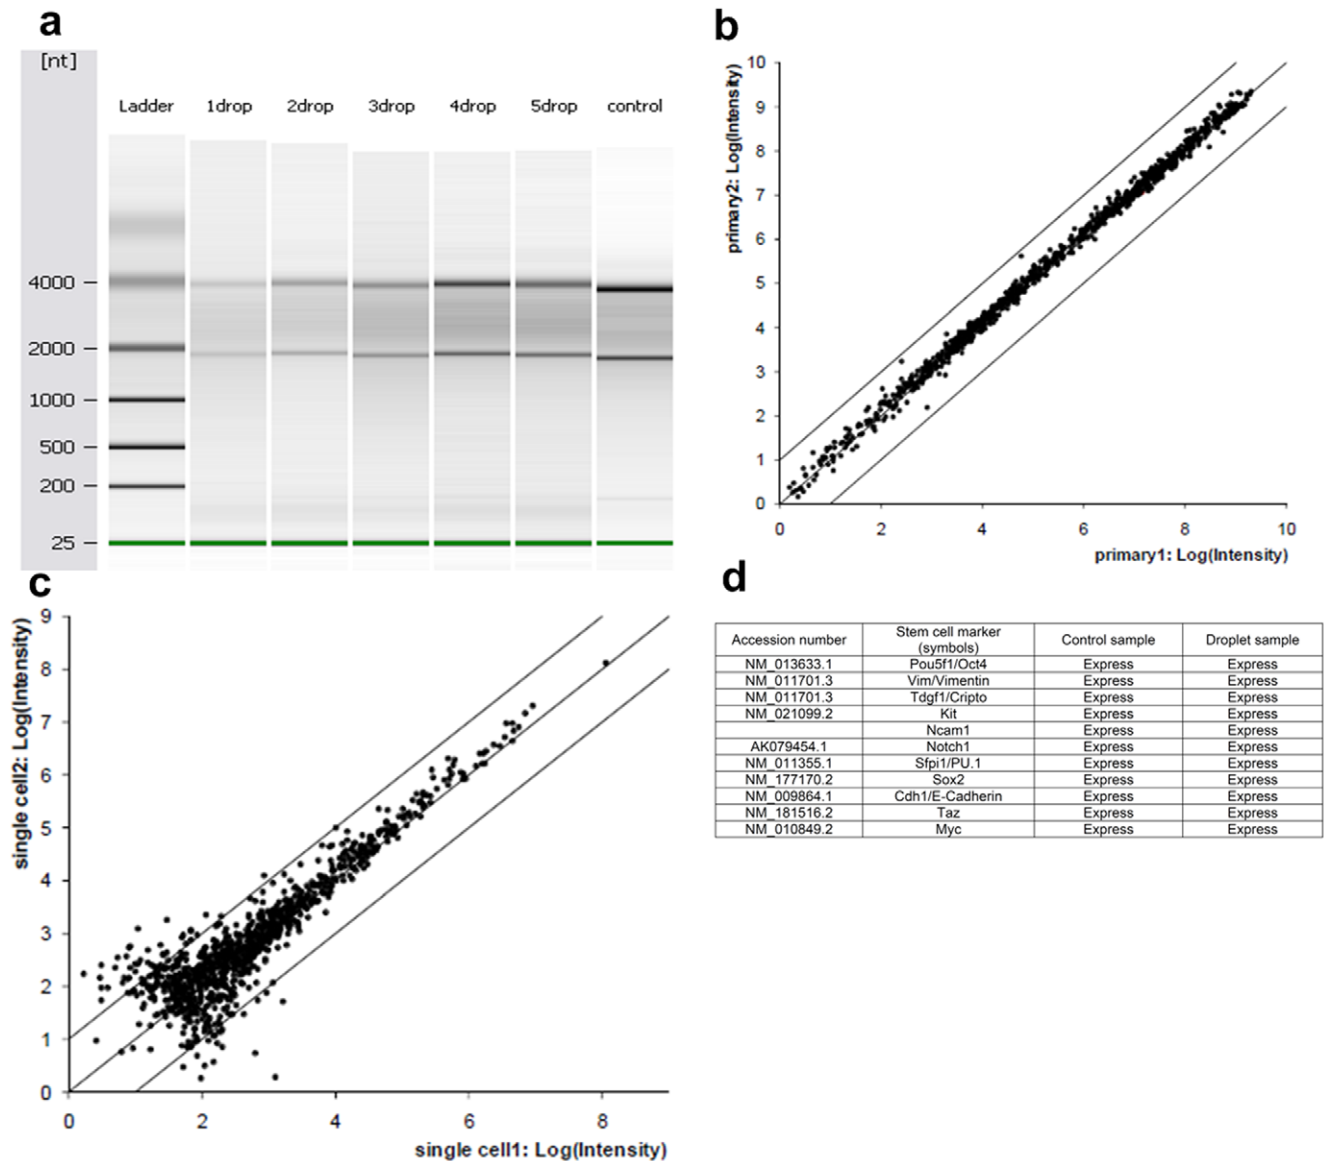 a
[nt]
Ladder 1drop 2drop 3drop 4drop 5drop control
4000
2000
1000
500
200
25
b
primary2: Log(Intensity)
10
9
8
7
6
5
4
3
2
1
0
0 2 4 6 8 10
primary1: Log(Intensity)
c
single cell2: Log(Intensity)
9
8
7
6
5
4
3
2
1
0
0 2 4 6 8
single cell1: Log(Intensity)
d
Accession number Stem cell marker (symbols) Control sample Droplet sample
NM_013633.1 Pou5f1/Oct4 Express Express
NM_011701.3 Vim/Vimentin Express Express
NM_011701.3 Tdgf1/Cripto Express Express
NM_021099.2 Kit Express Express
Ncam1 Express Express
AK079454.1 Notch1 Express Express
NM_011355.1 Sfpi1/PU.1 Express Express
NM_177170.2 Sox2 Express Express
NM_009864.1 Cdh1/E-Cadherin Express Express
NM_181516.2 Taz Express Express
NM_010849.2 Myc Express Express